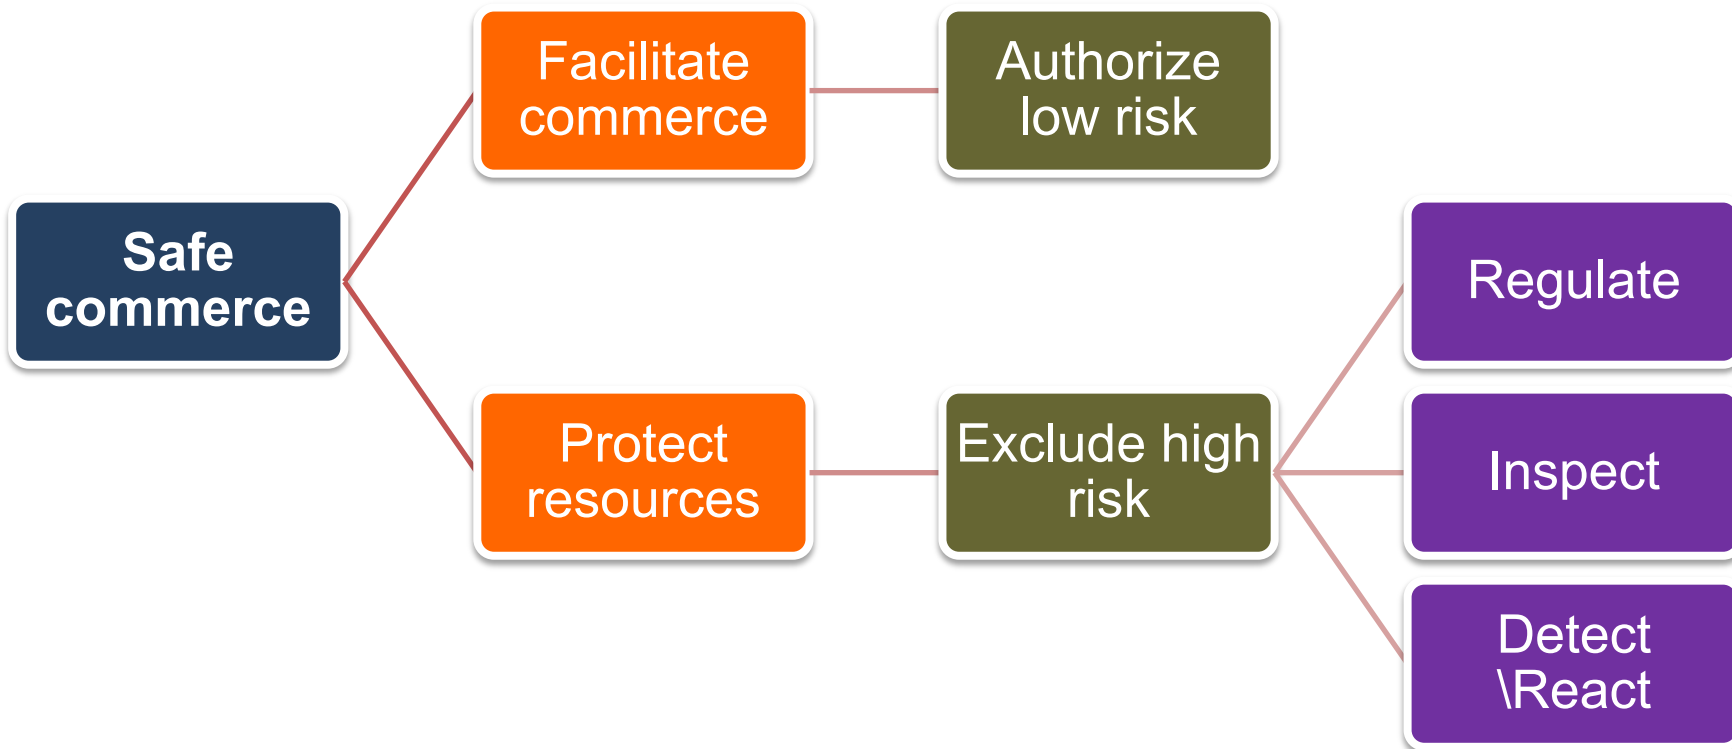 Facilitate
commerce
Authorize
low risk
Safe
commerce
Regulate
Protect
resources
Exclude high
risk
Inspect
Detect
\React